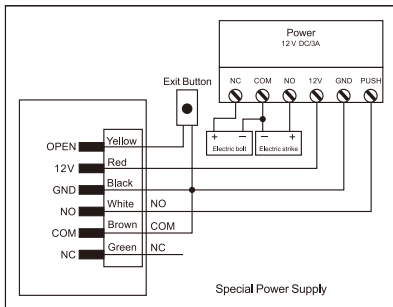 Power
12 V DC/3A
NC COM NO 12V GND PUSH
Exit Button
+ − − +
Electric bolt Electric strike
OPEN Yellow
12V Red
GND Black
NO White NO
COM Brown COM
NC Green NC
Special Power Supply